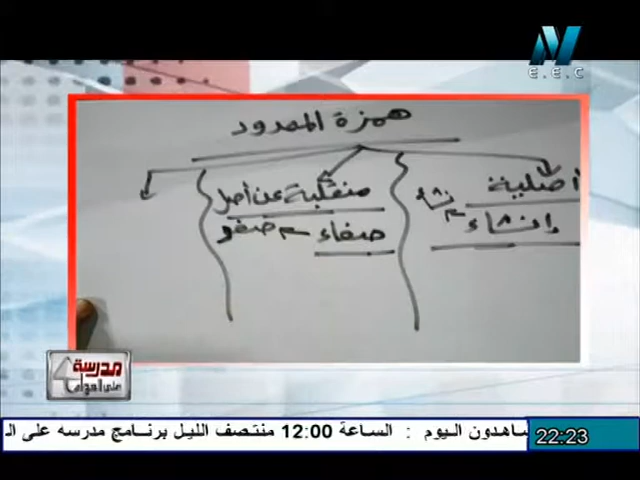 E.E.C
همزة الممدود
أصلية
إنشاء ← نشأ
منقلبة عن أصل
صفاء ← صفو
مدرسة
على الهواء
ساهدون اليوم : الساعة 12:00 منتصف الليل برنامج مدرسه على الـ
22:23